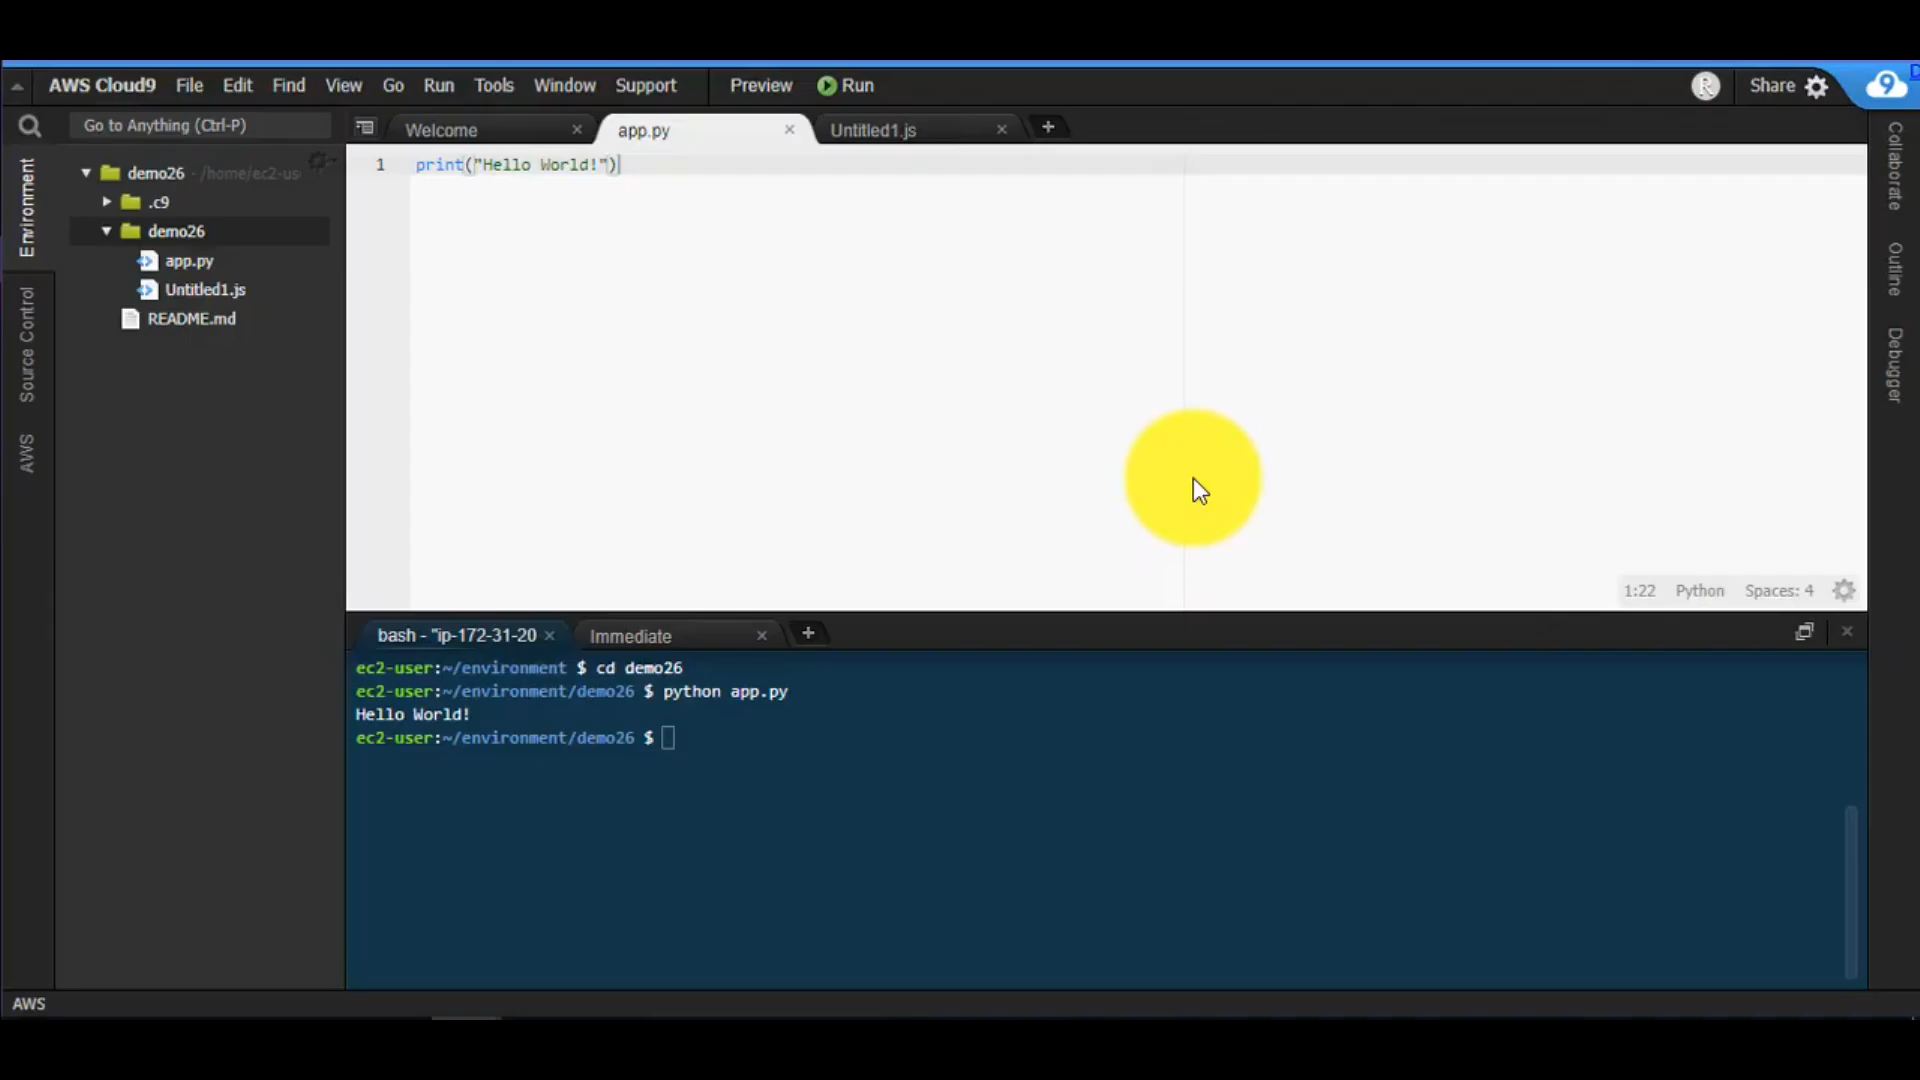 AWS Cloud9 File Edit Find View Go Run Tools Window Support Preview Run R Share 9
Go to Anything (Ctrl-P)
Welcome app.py Untitled1.js
demo26 - /home/ec2-us
.c9
demo26
app.py
Untitled1.js
README.md
Environment
Source Control
AWS
1 print("Hello World!")
Collaborate
Outline
Debugger
1:22 Python Spaces: 4
bash - "ip-172-31-20 Immediate
ec2-user:~/environment $ cd demo26
ec2-user:~/environment/demo26 $ python app.py
Hello World!
ec2-user:~/environment/demo26 $
AWS